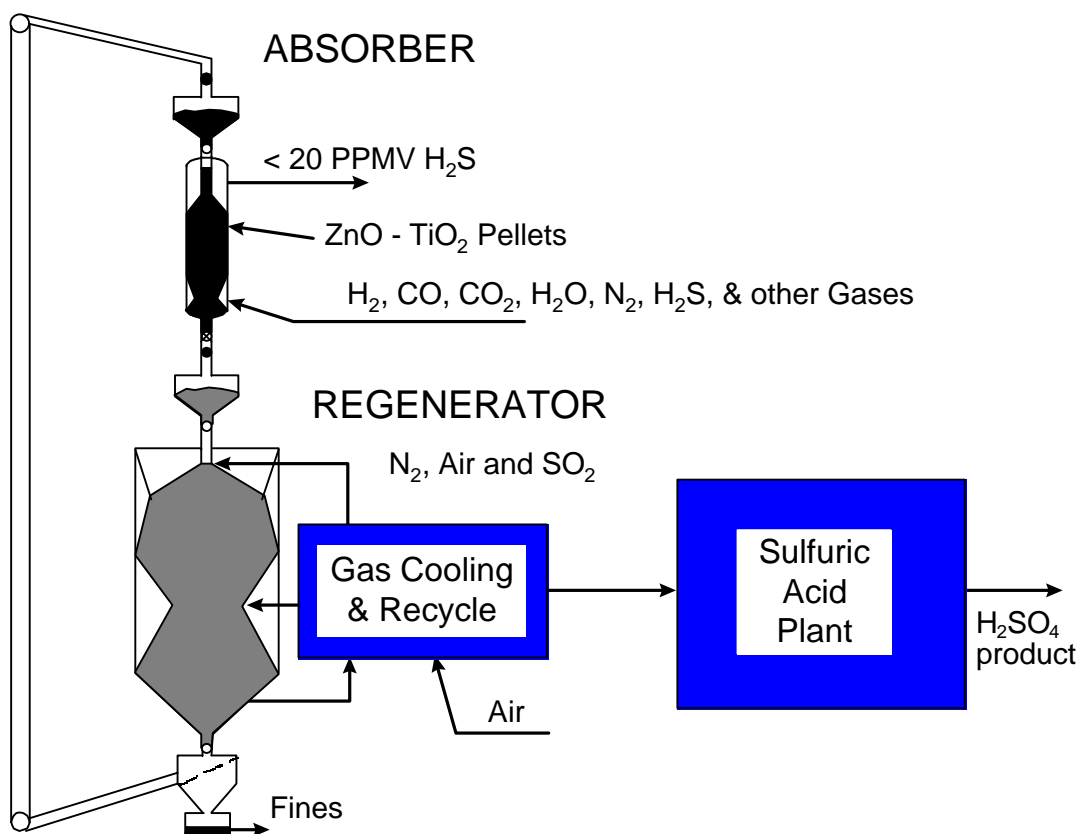 ABSORBER
< 20 PPMV H₂S
ZnO - TiO₂ Pellets
H₂, CO, CO₂, H₂O, N₂, H₂S, & other Gases
REGENERATOR
N₂, Air and SO₂
Gas Cooling
& Recycle
Sulfuric
Acid
Plant
H₂SO₄
product
Air
Fines